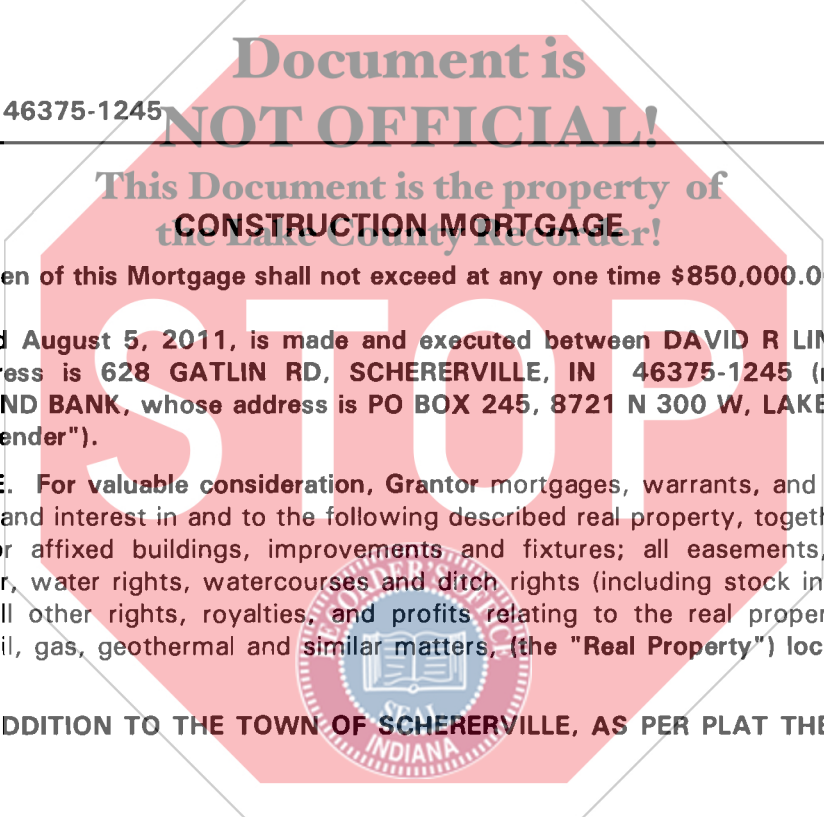 Document is
46375-1245
NOT OFFICIAL!
This Document is the property of
the Lake County Recorder!
CONSTRUCTION MORTGAGE
en of this Mortgage shall not exceed at any one time $850,000.0
d August 5, 2011, is made and executed between DAVID R LIN
ress is 628 GATLIN RD, SCHERERVILLE, IN 46375-1245 (
ND BANK, whose address is PO BOX 245, 8721 N 300 W, LAKE
ender").
STOP
E. For valuable consideration, Grantor mortgages, warrants, and
and interest in and to the following described real property, togeth
r affixed buildings, improvements and fixtures; all easements,
r, water rights, watercourses and ditch rights (including stock in
ll other rights, royalties, and profits relating to the real proper
il, gas, geothermal and similar matters, (the "Real Property") loc
RECORDER'S OFFICE
SEAL
INDIANA
DDITION TO THE TOWN OF SCHERERVILLE, AS PER PLAT THE